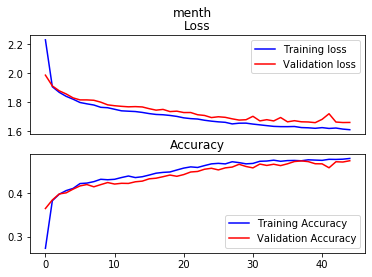 menth
Loss
2.2
2.0
1.8
1.6
Training loss
Validation loss
Accuracy
0.4
0.3
Training Accuracy
Validation Accuracy
0
10
20
30
40